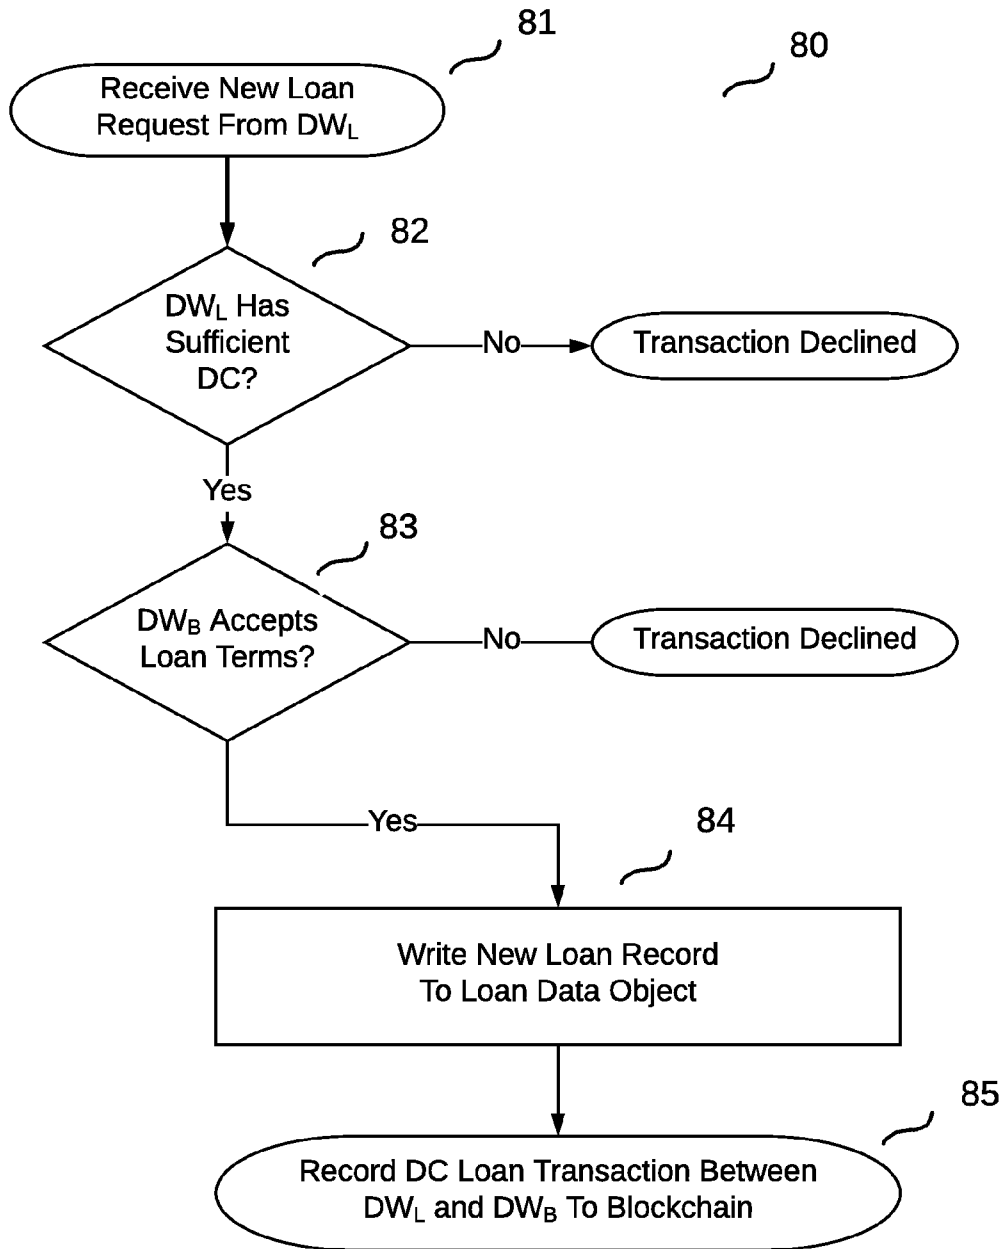 81
80
Receive New Loan
Request From DWL
82
DWL Has
Sufficient
DC?
No
Transaction Declined
Yes
83
DWB Accepts
Loan Terms?
No
Transaction Declined
Yes
84
Write New Loan Record
To Loan Data Object
85
Record DC Loan Transaction Between
DWL and DWB To Blockchain